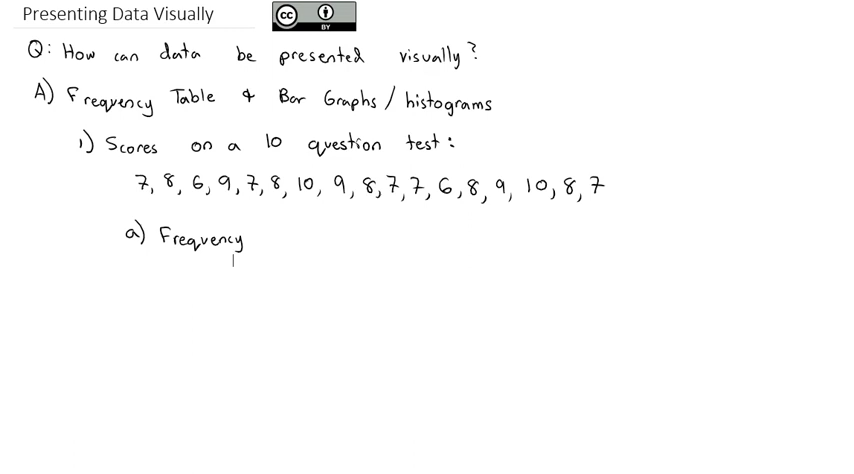 Presenting Data Visually
CC BY
Q: How can data be presented visually?
A) Frequency Table & Bar Graphs / histograms
1) Scores on a 10 question test:
7, 8, 6, 9, 7, 8, 10, 9, 8, 7, 7, 6, 8, 9, 10, 8, 7
a) Frequency